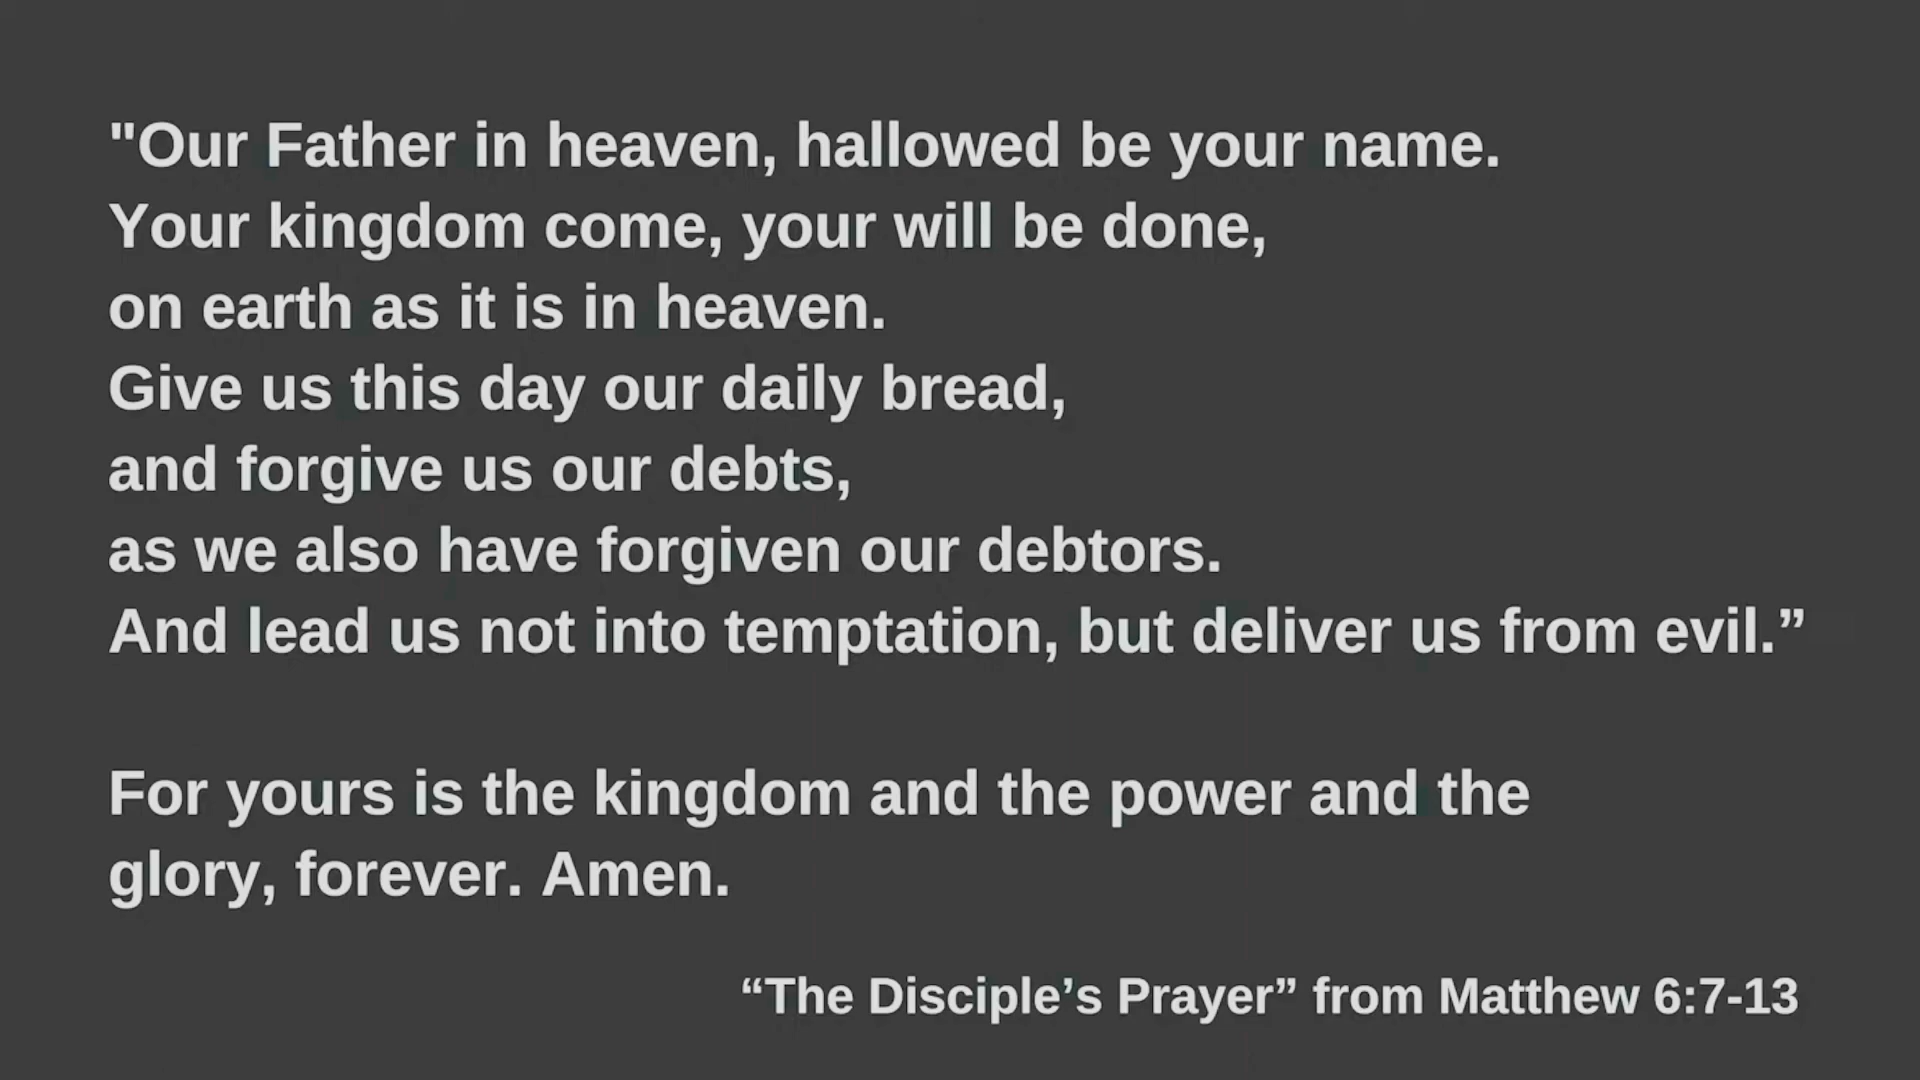 "Our Father in heaven, hallowed be your name.
Your kingdom come, your will be done,
on earth as it is in heaven.
Give us this day our daily bread,
and forgive us our debts,
as we also have forgiven our debtors.
And lead us not into temptation, but deliver us from evil.”
For yours is the kingdom and the power and the
glory, forever. Amen.
“The Disciple’s Prayer” from Matthew 6:7-13